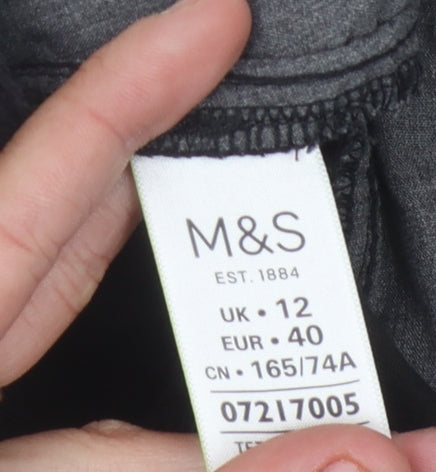 M&S
EST. 1884
UK • 12
EUR • 40
CN • 165/74A
07217005